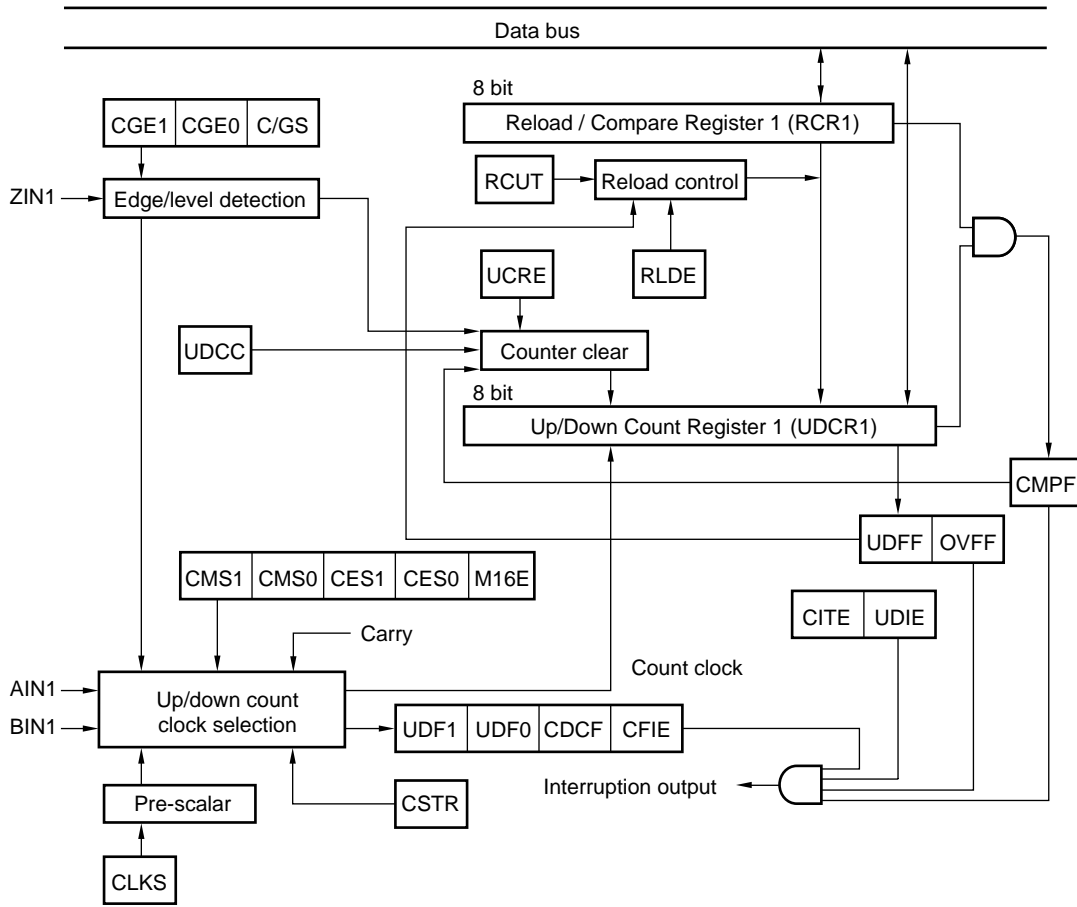 Data bus
8 bit
CGE1 CGE0 C/GS
Reload / Compare Register 1 (RCR1)
RCUT
Reload control
ZIN1
Edge/level detection
UCRE
RLDE
UDCC
Counter clear
8 bit
Up/Down Count Register 1 (UDCR1)
CMPF
UDFF OVFF
CMS1 CMS0 CES1 CES0 M16E
CITE UDIE
Carry
Count clock
AIN1
BIN1
Up/down count
clock selection
UDF1 UDF0 CDCF CFIE
Interruption output
Pre-scalar
CSTR
CLKS